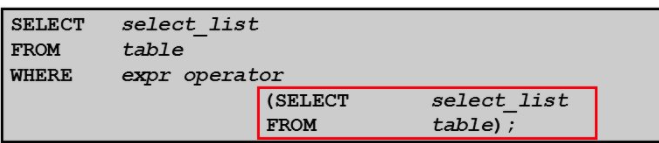 SELECT select_list
FROM table
WHERE expr operator
(SELECT select_list
FROM table);